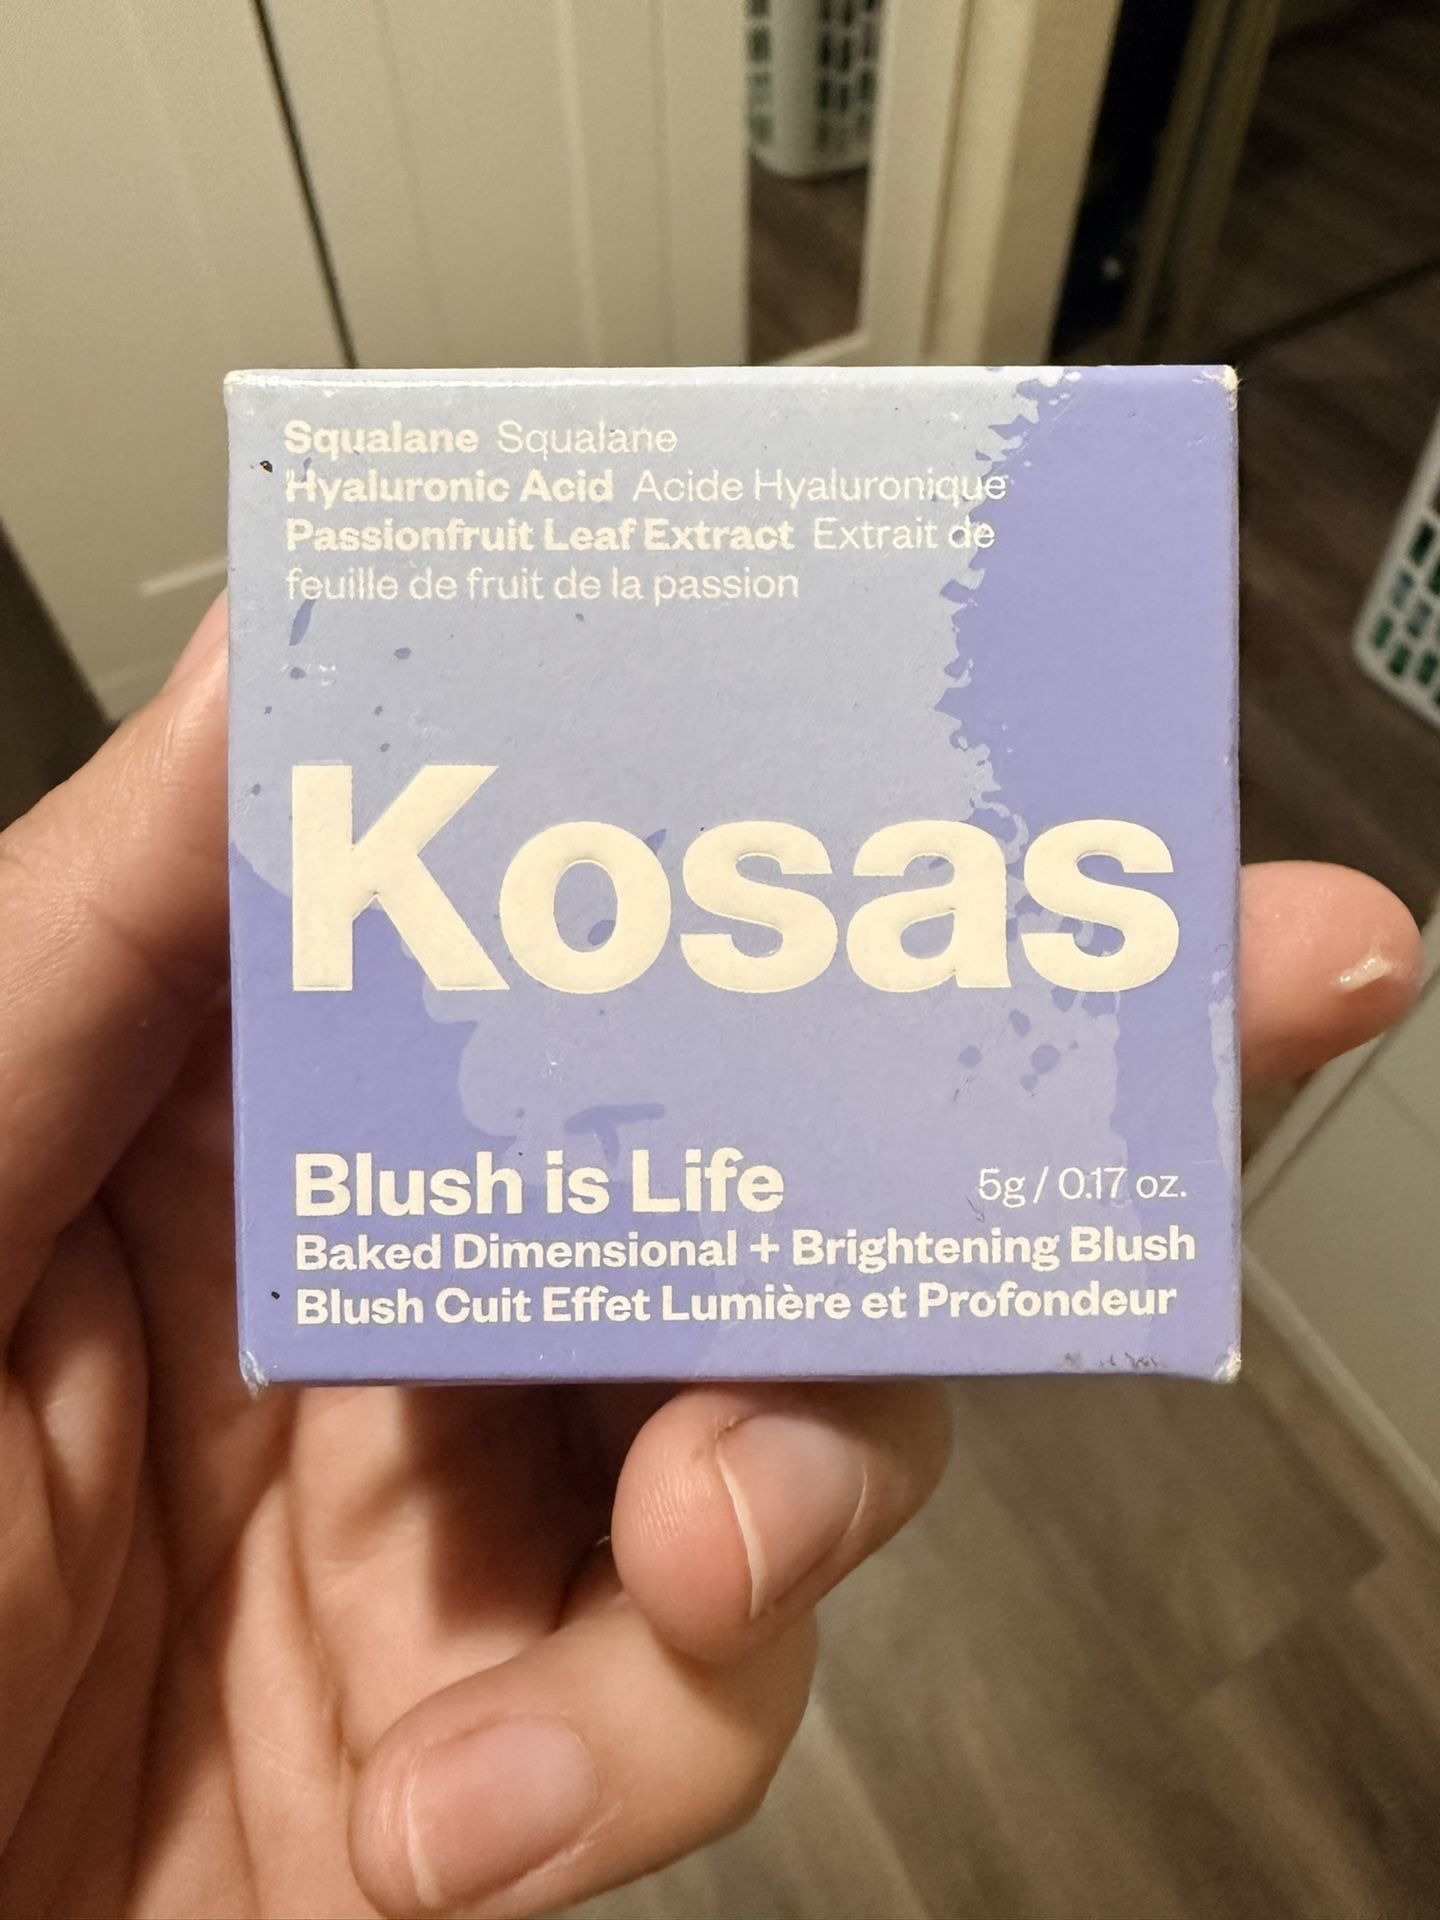 Squalane Squalane
Hyaluronic Acid Acide Hyaluronique
Passionfruit Leaf Extract Extrait de
feuille de fruit de la passion
Kosas
Blush is Life 5g / 0.17 oz.
Baked Dimensional + Brightening Blush
Blush Cuit Effet Lumière et Profondeur